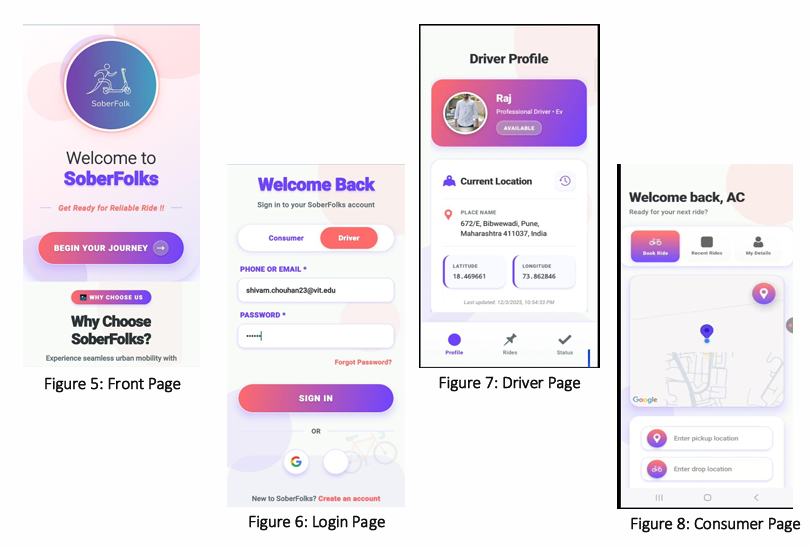 SoberFolk
Welcome to
SoberFolks
Get Ready for Reliable Ride !!
BEGIN YOUR JOURNEY →
WHY CHOOSE US
Why Choose
SoberFolks?
Experience seamless urban mobility with
Figure 5: Front Page
Welcome Back
Sign in to your SoberFolks account
Consumer
Driver
PHONE OR EMAIL *
shivam.chouhan23@vit.edu
PASSWORD *
••••••
Forgot Password?
SIGN IN
OR
G
New to SoberFolks? Create an account
Figure 6: Login Page
Driver Profile
Raj
Professional Driver • Ev
AVAILABLE
Current Location
PLACE NAME
672/E, Bibwewadi, Pune,
Maharashtra 411037, India
LATITUDE
18.469661
LONGITUDE
73.862846
Last updated: 12/3/2025, 10:54:33 PM
Profile
Rides
Status
Figure 7: Driver Page
Welcome back, AC
Ready for your next ride?
Book Ride
Recent Rides
My Details
Google
Enter pickup location
Enter drop location
Figure 8: Consumer Page